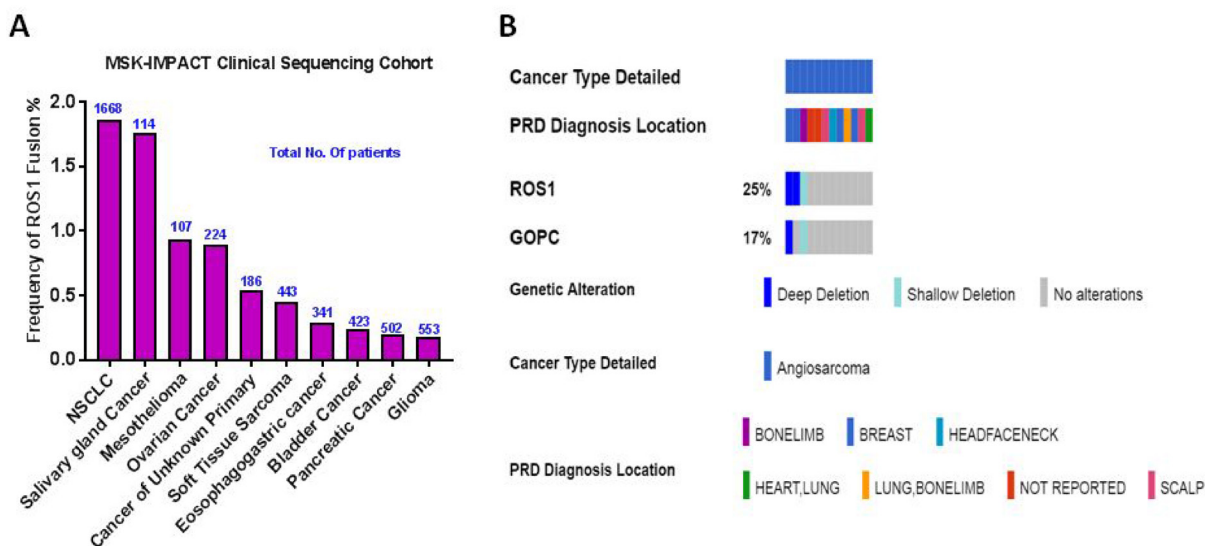 A
MSK-IMPACT Clinical Sequencing Cohort
Frequency of ROS1 Fusion %
2.0
1.5
1.0
0.5
0.0
1668
114
107
224
186
443
341
423
502
553
Total No. Of patients
NSCLC
Salivary gland Cancer
Mesothelioma
Ovarian Cancer
Cancer of Unknown Primary
Soft Tissue Sarcoma
Eosophagogastric cancer
Bladder Cancer
Pancreatic Cancer
Glioma
B
Cancer Type Detailed
PRD Diagnosis Location
ROS1 25%
GOPC 17%
Genetic Alteration Deep Deletion Shallow Deletion No alterations
Cancer Type Detailed Angiosarcoma
BONELIMB BREAST HEADFACENECK
PRD Diagnosis Location
HEART,LUNG LUNG,BONELIMB NOT REPORTED SCALP